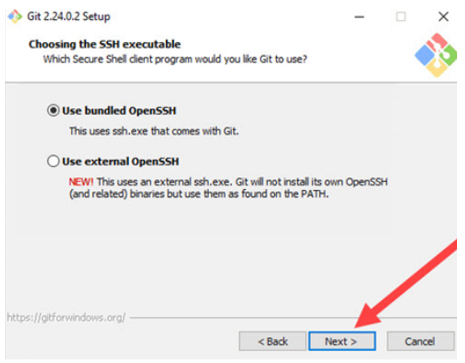 Git 2.24.0.2 Setup
Choosing the SSH executable
Which Secure Shell client program would you like Git to use?
Use bundled OpenSSH
This uses ssh.exe that comes with Git.
Use external OpenSSH
NEW! This uses an external ssh.exe. Git will not install its own OpenSSH
(and related) binaries but use them as found on the PATH.
https://gitforwindows.org/
< Back Next > Cancel